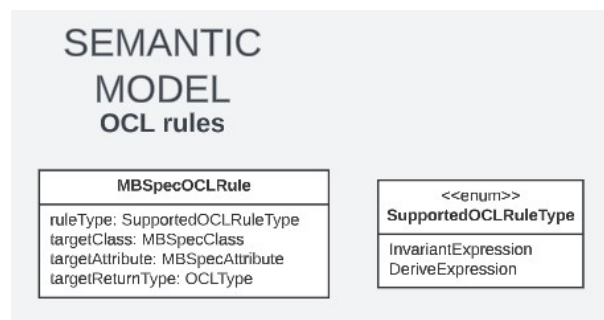 SEMANTIC
MODEL
OCL rules
MBSpecOCLRule
ruleType: SupportedOCLRuleType
targetClass: MBSpecClass
targetAttribute: MBSpecAttribute
targetReturnType: OCLType
<<enum>>
SupportedOCLRuleType
InvariantExpression
DeriveExpression